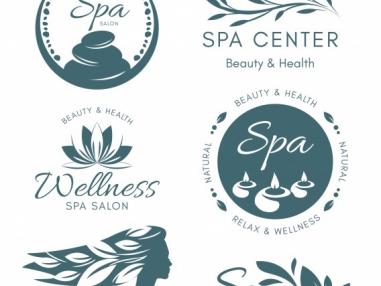 Spa
SALON
SPA CENTER
Beauty & Health
BEAUTY & HEALTH
Wellness
SPA SALON
BEAUTY & HEALTH
NATURAL
Spa
NATURAL
RELAX & WELLNESS